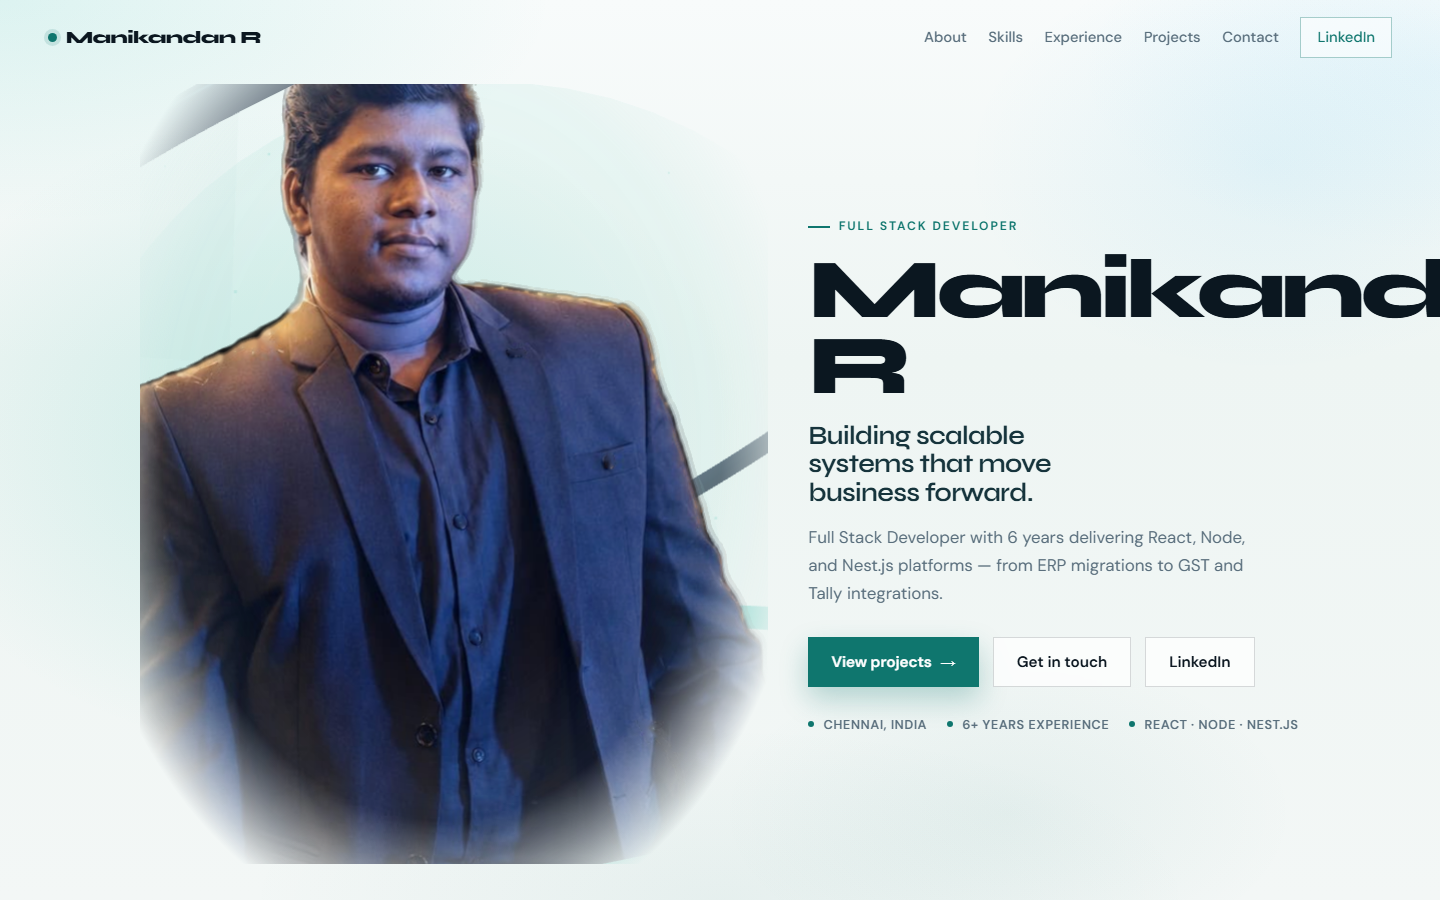 Manikandan R
About Skills Experience Projects Contact LinkedIn
FULL STACK DEVELOPER
Manikand
R
Building scalable
systems that move
business forward.
Full Stack Developer with 6 years delivering React, Node,
and Nest.js platforms — from ERP migrations to GST and
Tally integrations.
View projects → Get in touch LinkedIn
CHENNAI, INDIA 6+ YEARS EXPERIENCE REACT · NODE · NEST.JS